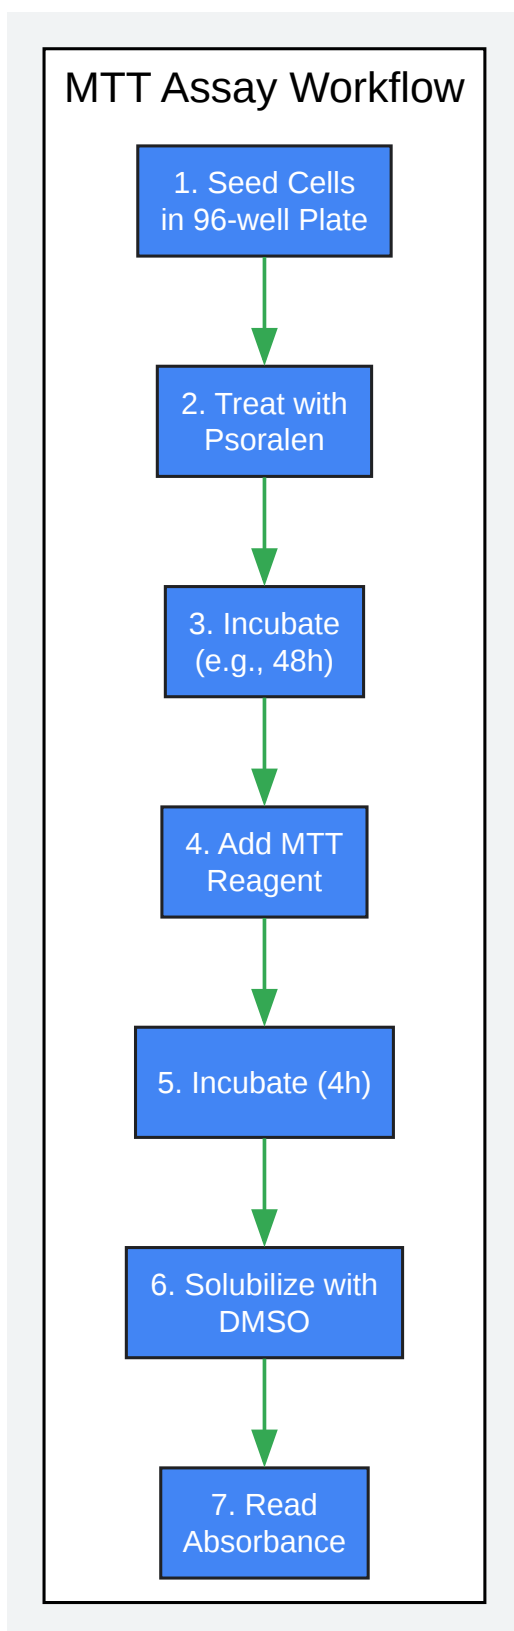 MTT Assay Workflow
1. Seed Cells
in 96-well Plate
2. Treat with
Psoralen
3. Incubate
(e.g., 48h)
4. Add MTT
Reagent
5. Incubate (4h)
6. Solubilize with
DMSO
7. Read
Absorbance